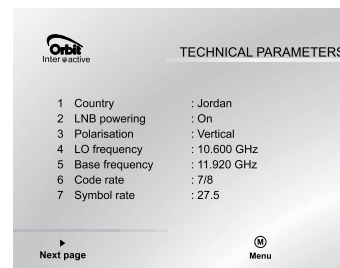 Orbit
Inter active
TECHNICAL PARAMETERS
1 Country : Jordan
2 LNB powering : On
3 Polarisation : Vertical
4 LO frequency : 10.600 GHz
5 Base frequency : 11.920 GHz
6 Code rate : 7/8
7 Symbol rate : 27.5
M
Next page Menu